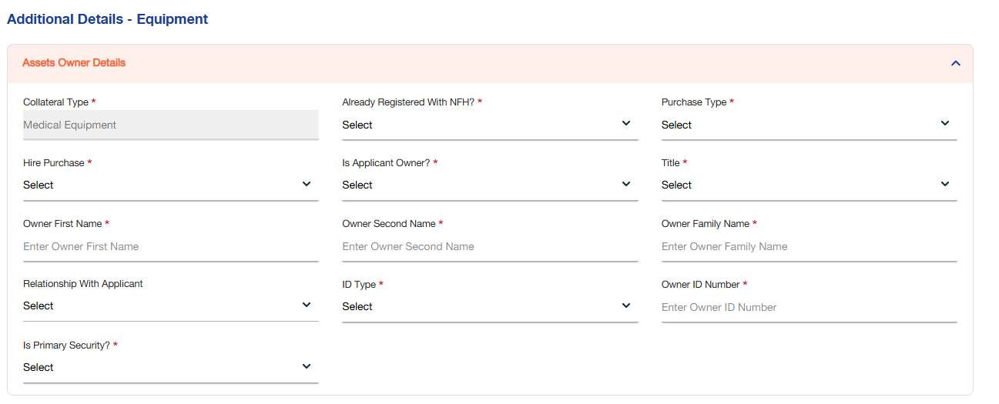 Additional Details - Equipment
Assets Owner Details
Collateral Type *
Already Registered With NFH? *
Purchase Type *
Medical Equipment
Select
Select
Hire Purchase *
Is Applicant Owner? *
Title *
Select
Select
Select
Owner First Name *
Owner Second Name *
Owner Family Name *
Enter Owner First Name
Enter Owner Second Name
Enter Owner Family Name
Relationship With Applicant
ID Type *
Owner ID Number *
Select
Select
Enter Owner ID Number
Is Primary Security? *
Select